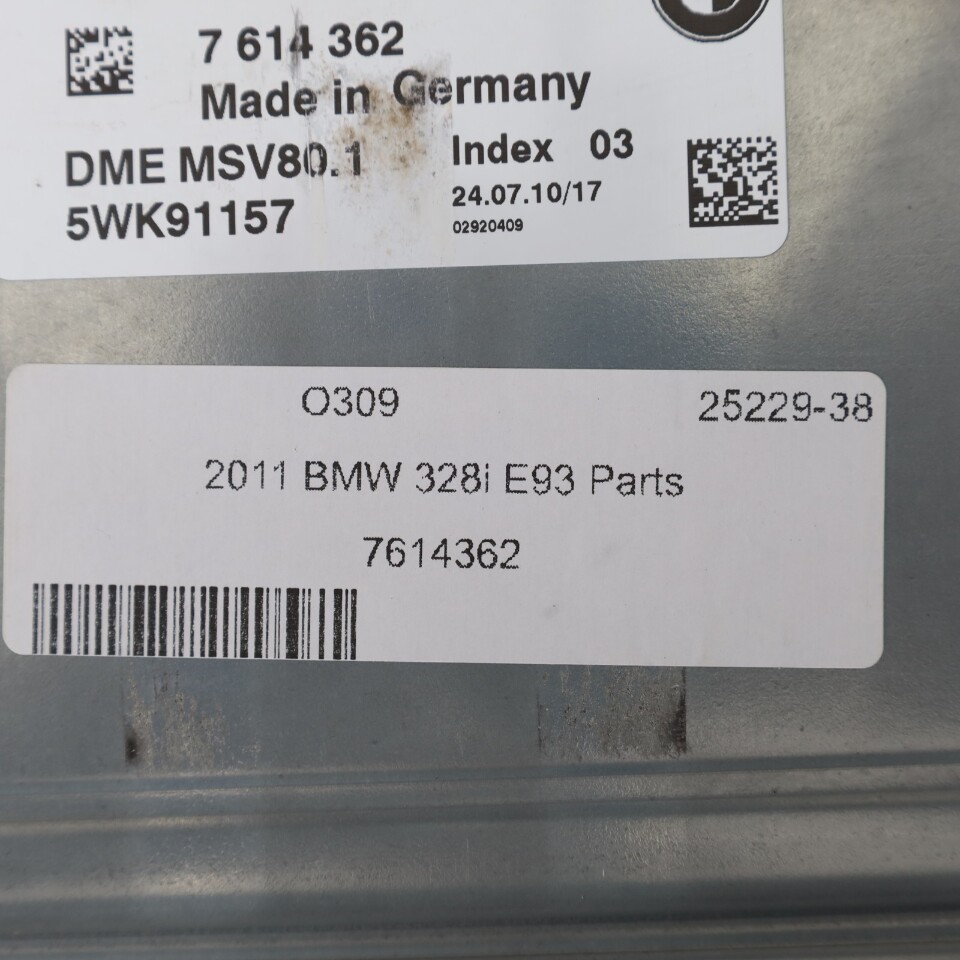 7 614 362
Made in Germany
DME MSV80.1
Index 03
5WK91157
24.07.10/17
02920409
O309
25229-38
2011 BMW 328i E93 Parts
7614362